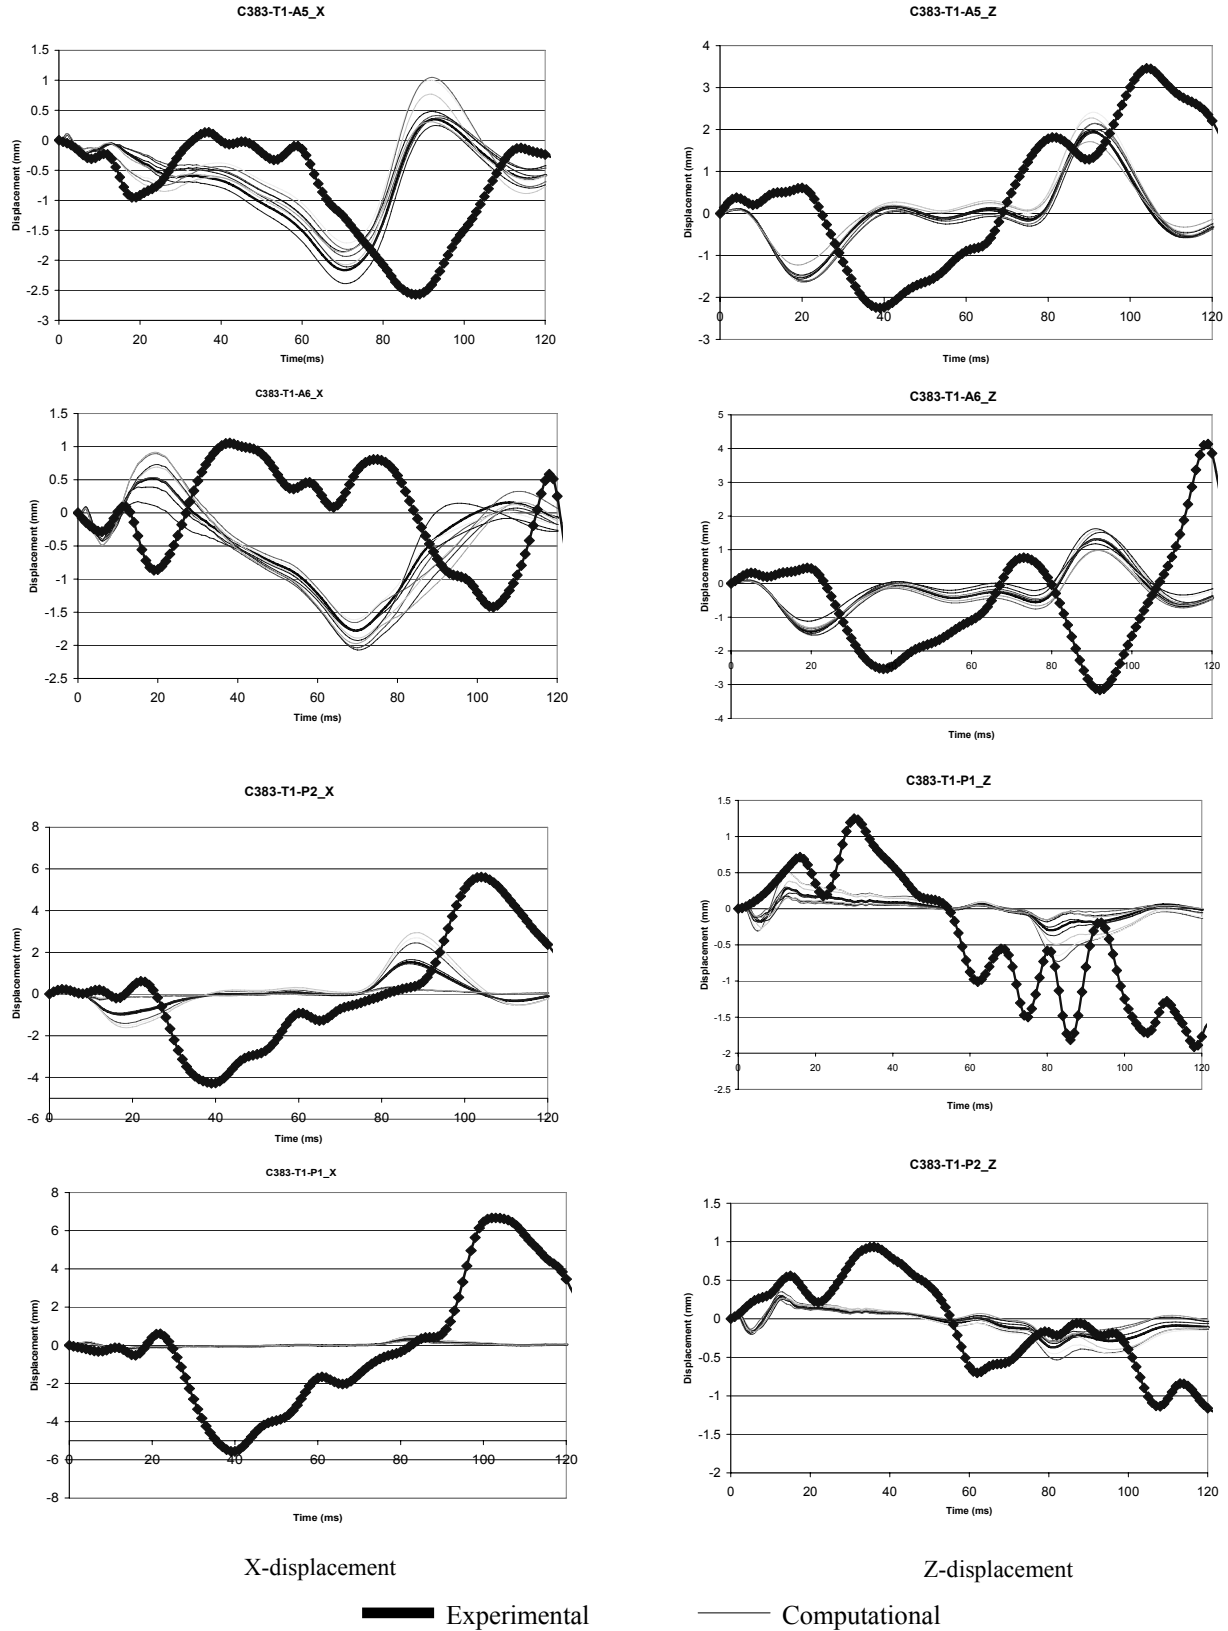 C383-T1-A5_X
1.5
1
0.5
0
-0.5
-1
-1.5
-2
-2.5
-3
Displacement (mm)
0 20 40 60 80 100 120
Time(ms)
C383-T1-A5_Z
4
3
2
1
0
-1
-2
-3
Displacement (mm)
0 20 40 60 80 100 120
Time (ms)
C383-T1-A6_X
1.5
1
0.5
0
-0.5
-1
-1.5
-2
-2.5
Displacement (mm)
0 20 40 60 80 100 120
Time (ms)
C383-T1-A6_Z
5
4
3
2
1
0
-1
-2
-3
-4
Displacement (mm)
0 20 40 60 80 100 120
Time (ms)
C383-T1-P2_X
8
6
4
2
0
-2
-4
-6
Displacement (mm)
0 20 40 60 80 100 120
Time (ms)
C383-T1-P1_Z
1.5
1
0.5
0
-0.5
-1
-1.5
-2
-2.5
Displacement (mm)
0 20 40 60 80 100 120
Time (ms)
C383-T1-P1_X
8
6
4
2
0
-2
-4
-6
-8
Displacement (mm)
0 20 40 60 80 100 120
Time (ms)
C383-T1-P2_Z
1.5
1
0.5
0
-0.5
-1
-1.5
-2
Displacement (mm)
0 20 40 60 80 100 120
Time (ms)
X-displacement
Z-displacement
Experimental
Computational